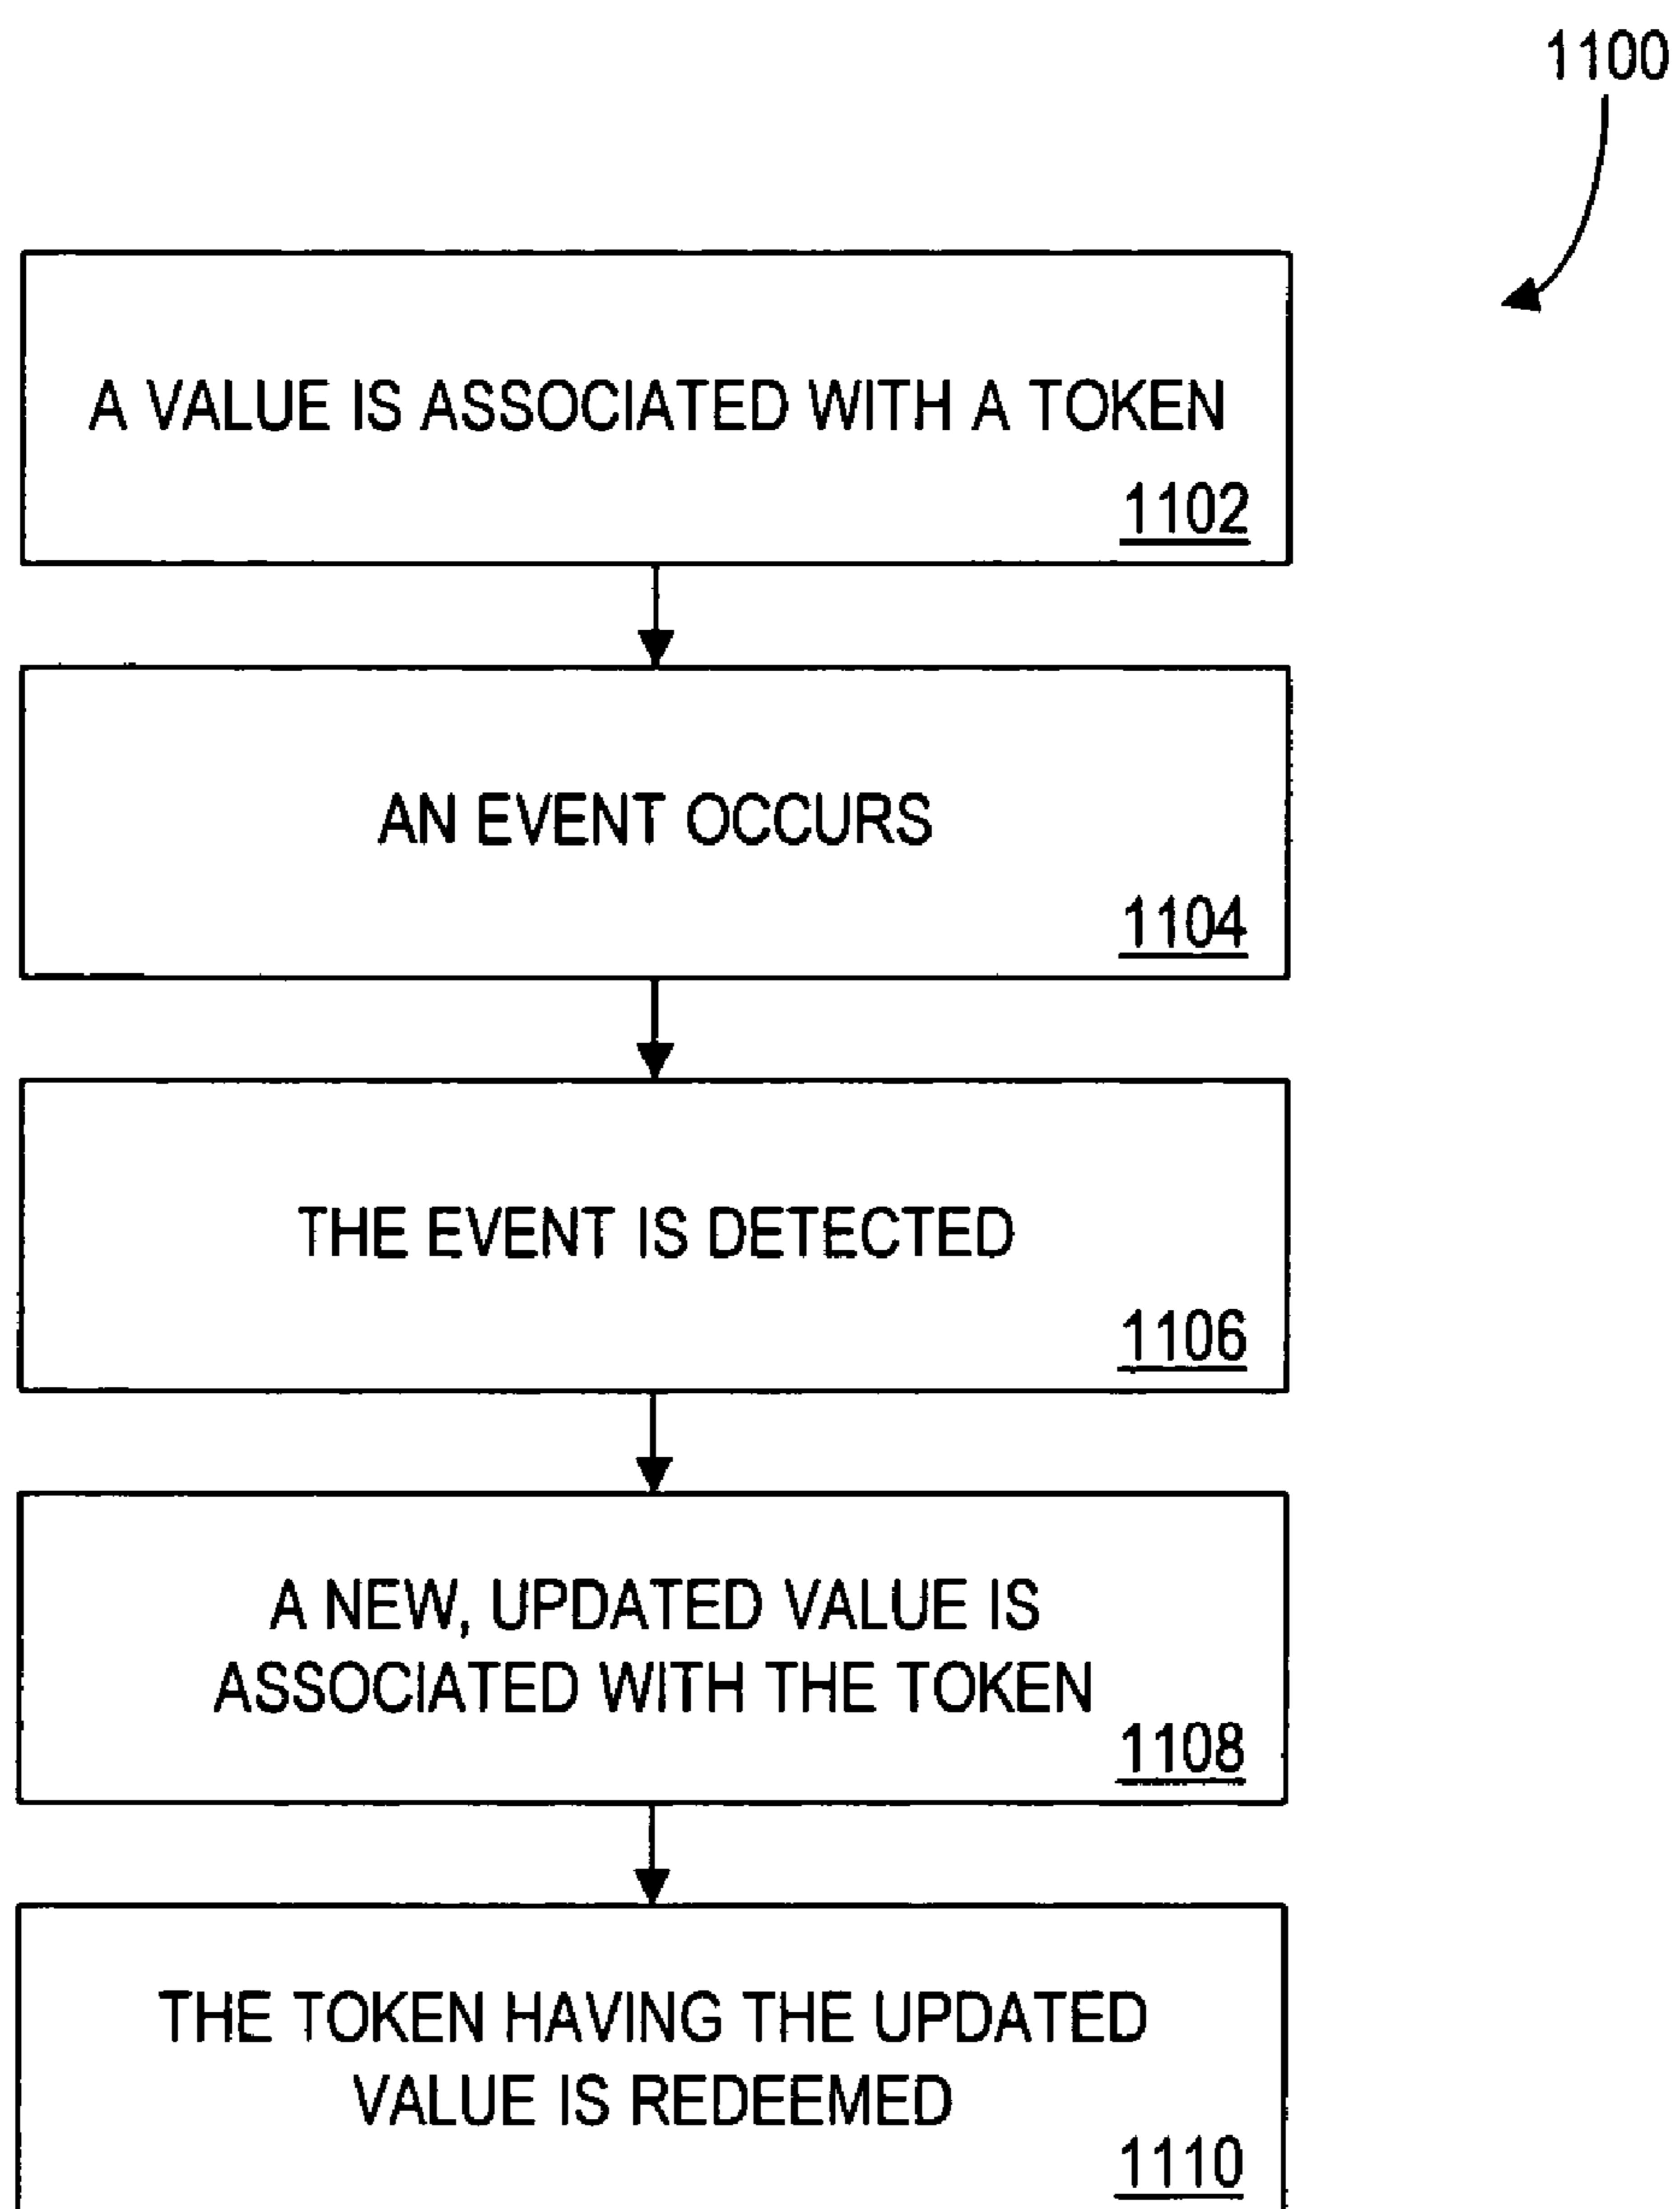 1100
A VALUE IS ASSOCIATED WITH A TOKEN
1102
AN EVENT OCCURS
1104
THE EVENT IS DETECTED
1106
A NEW, UPDATED VALUE IS
ASSOCIATED WITH THE TOKEN
1108
THE TOKEN HAVING THE UPDATED
VALUE IS REDEEMED
1110